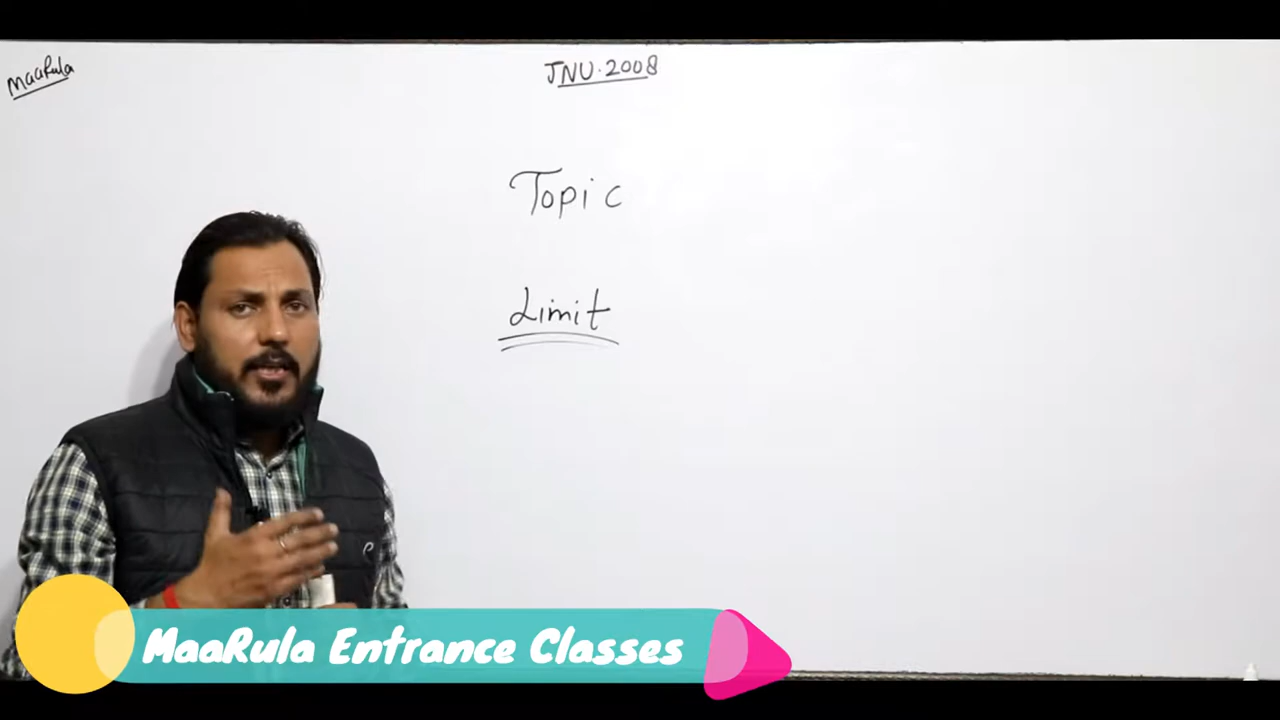 MaaRula
JNU.2008
Topic
Limit
MaaRula Entrance Classes